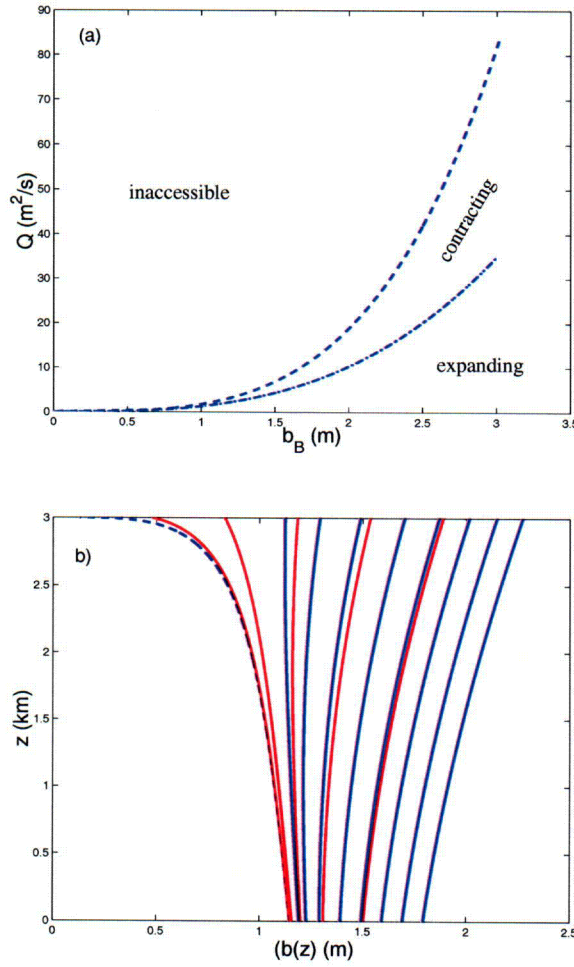 90
80
70
60
50
40
30
20
10
0
(a)
inaccessible
contracting
expanding
Q (m²/s)
0 0.5 1 1.5 2 2.5 3 3.5
b_B (m)
3
2.5
2
1.5
1
0.5
0
b)
z (km)
0 0.5 1 1.5 2 2.5
(b(z) (m)